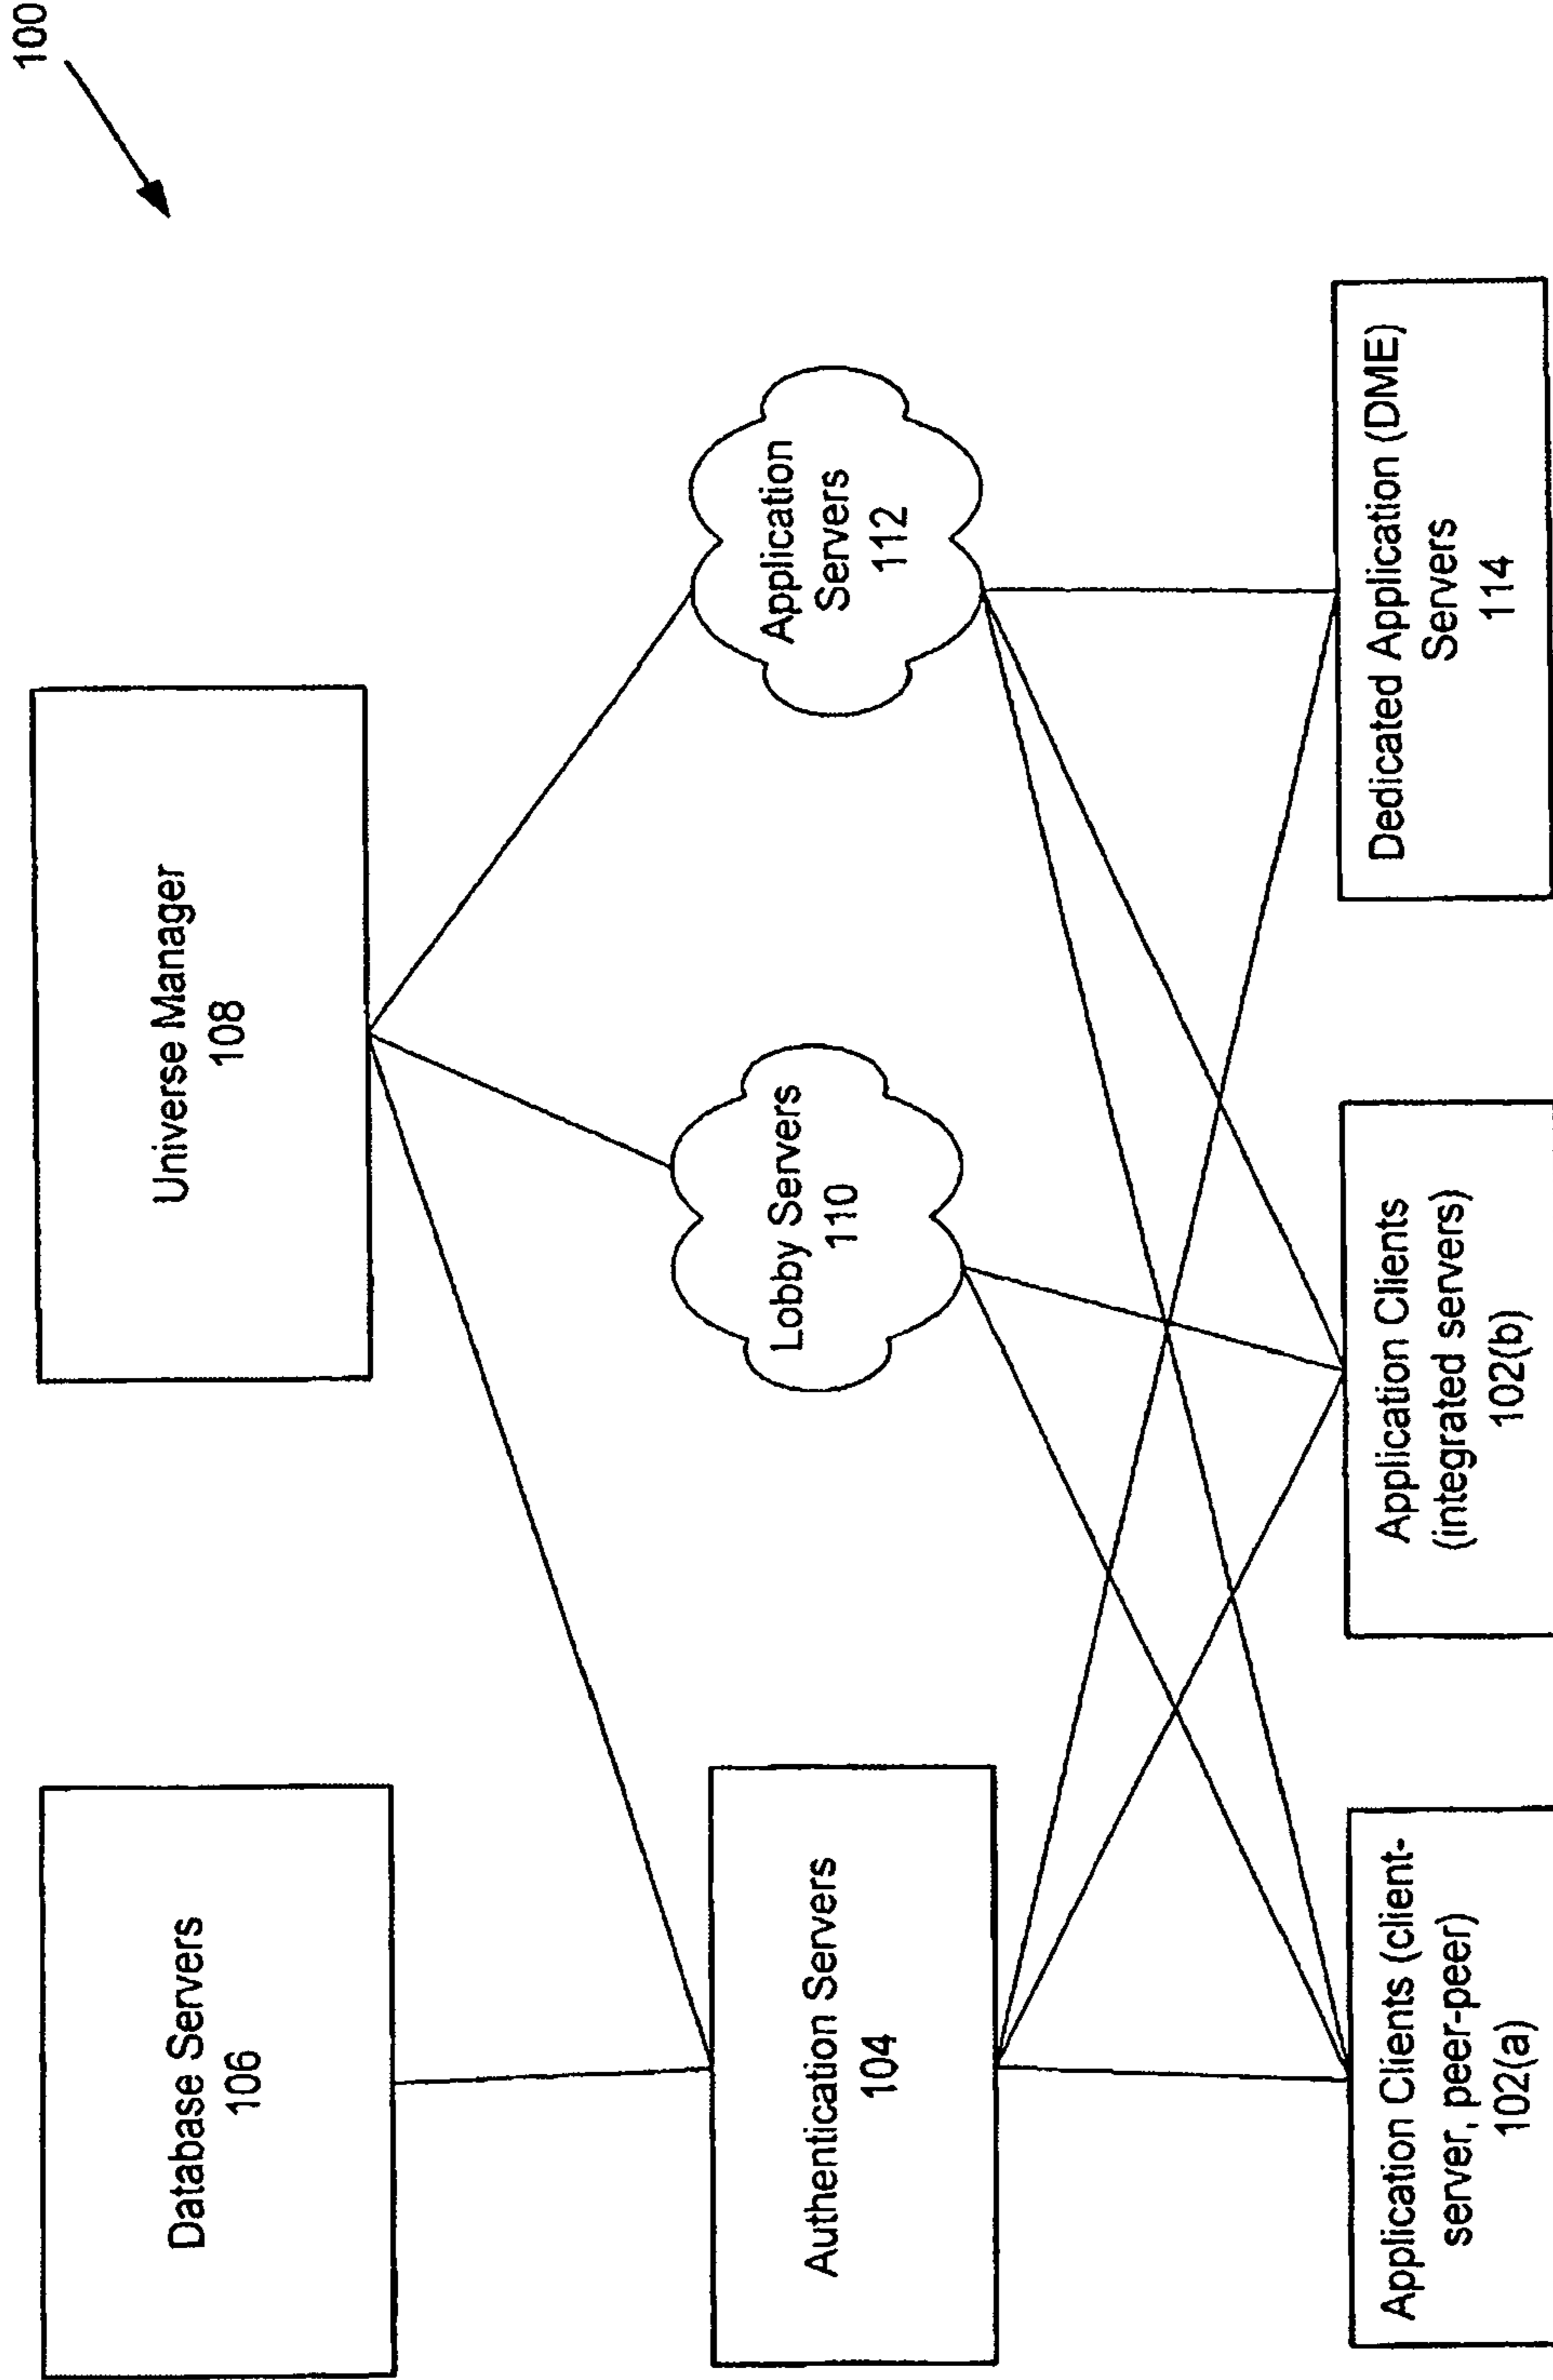 100
Database Servers
106
Universe Manager
108
Authentication Servers
104
Lobby Servers
110
Application
Servers
112
Application Clients (client-
server, peer-peer)
102(a)
Application Clients
(integrated servers)
102(b)
Dedicated Application (DME)
Servers
114